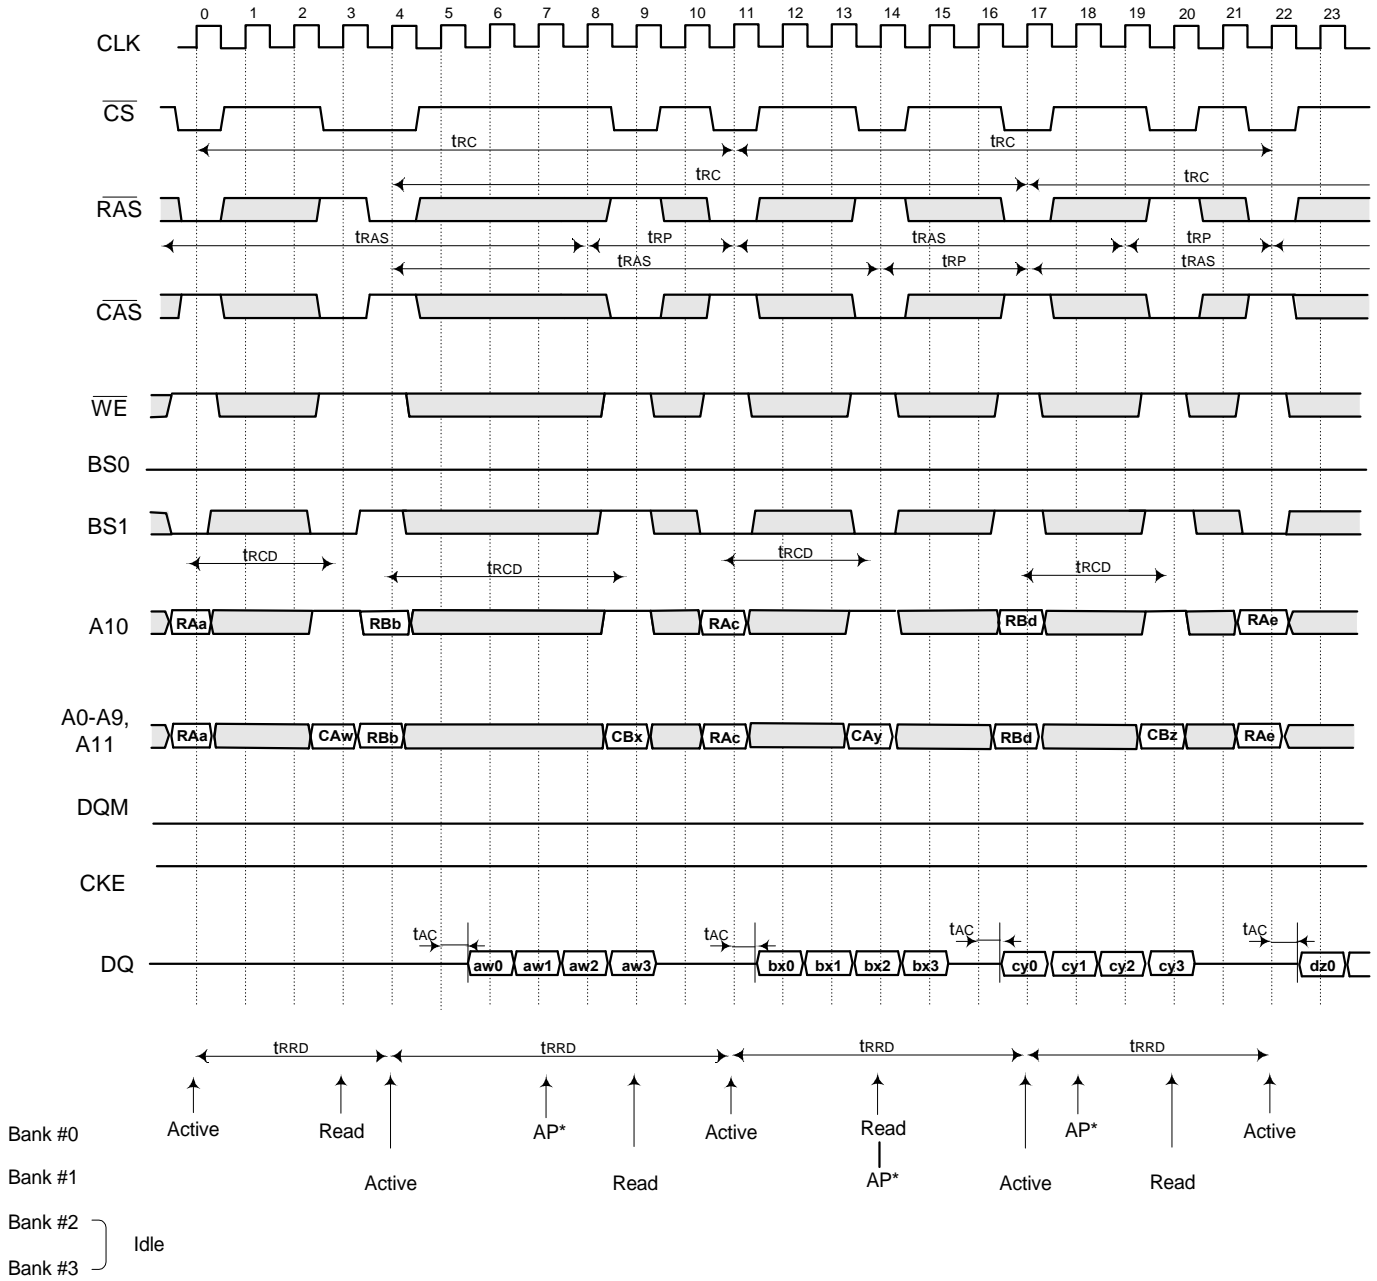 0 1 2 3 4 5 6 7 8 9 10 11 12 13 14 15 16 17 18 19 20 21 22 23
CLK
CS
tRC tRC
tRC tRC
RAS
tRAS tRP tRAS tRP
tRAS tRP tRAS
CAS
WE
BS0
BS1
tRCD tRCD tRCD tRCD
A10 RAa RBb RAc RBd RAe
A0-A9,
A11 RAa CAw RBb CBx RAc CAy RBd CBz RAe
DQM
CKE
tAC tAC tAC tAC
DQ aw0 aw1 aw2 aw3 bx0 bx1 bx2 bx3 cy0 cy1 cy2 cy3 dz0
tRRD tRRD tRRD tRRD
Bank #0 Active Read AP* Active Read AP* Active
Bank #1 Active Read AP* Active Read
Bank #2
Idle
Bank #3